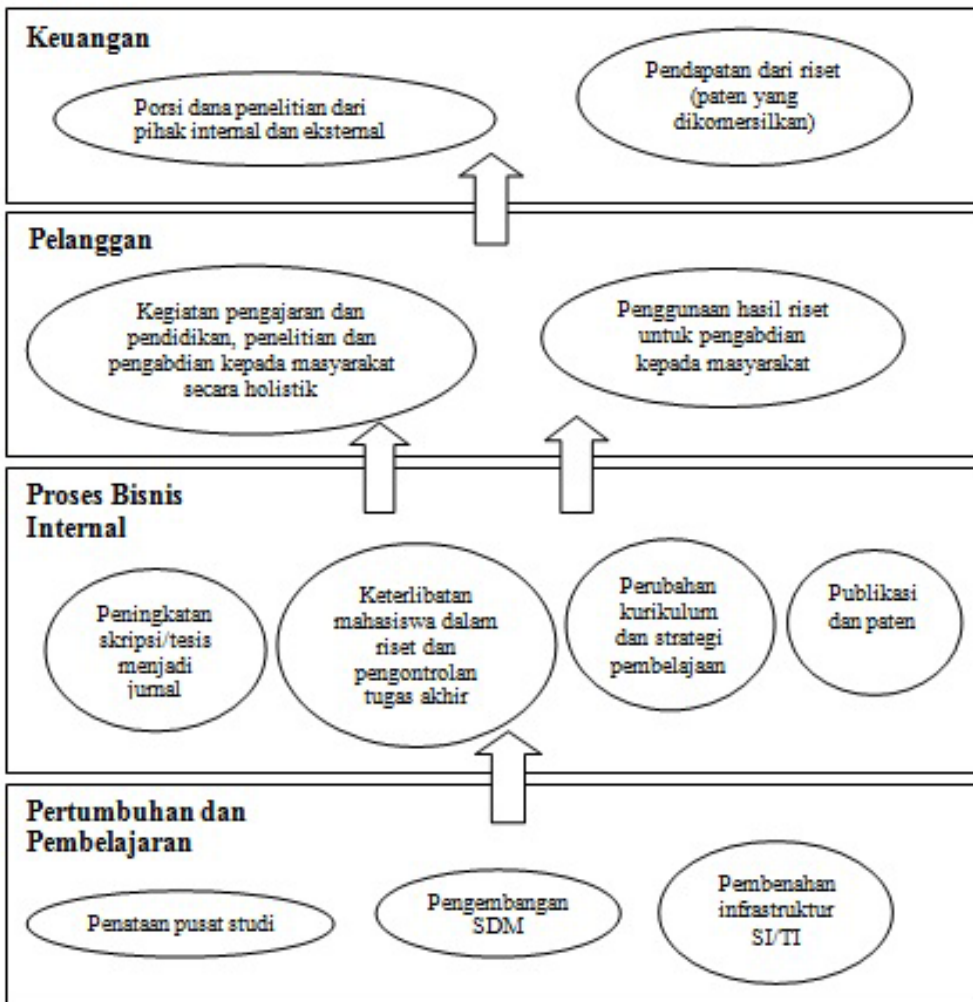 Keuangan
Porsi dana penelitian dari
pihak internal dan eksternal
Pendapatan dari riset
(paten yang
dikomersilkan)
Pelanggan
Kegiatan pengajaran dan
pendidikan, penelitian dan
pengabdian kepada masyarakat
secara holistik
Penggunaan hasil riset
untuk pengabdian
kepada masyarakat
Proses Bisnis
Internal
Peningkatan
skripsi/tesis
menjadi
jurnal
Keterlibatan
mahasiswa dalam
riset dan
pengontrolan
tugas akhir
Perubahan
kurikulum
dan strategi
pembelajaan
Publikasi
dan paten
Pertumbuhan dan
Pembelajaran
Penataan pusat studi
Pengembangan
SDM
Pembenahan
infrastruktur
SI/TI